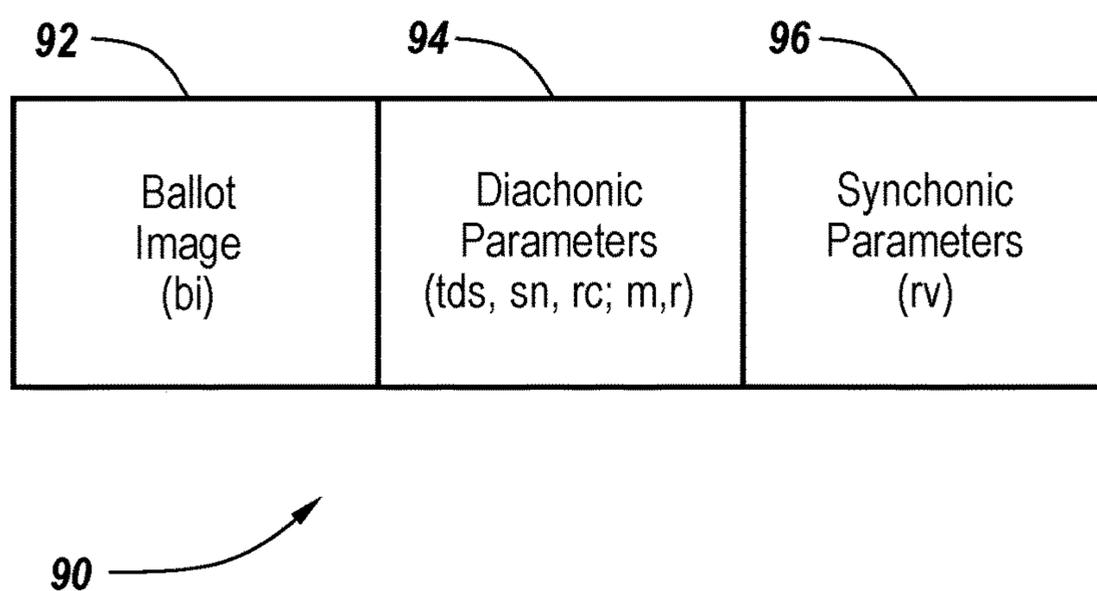 92
94
96
Ballot
Image
(bi)
Diachonic
Parameters
(tds, sn, rc; m,r)
Synchonic
Parameters
(rv)
90